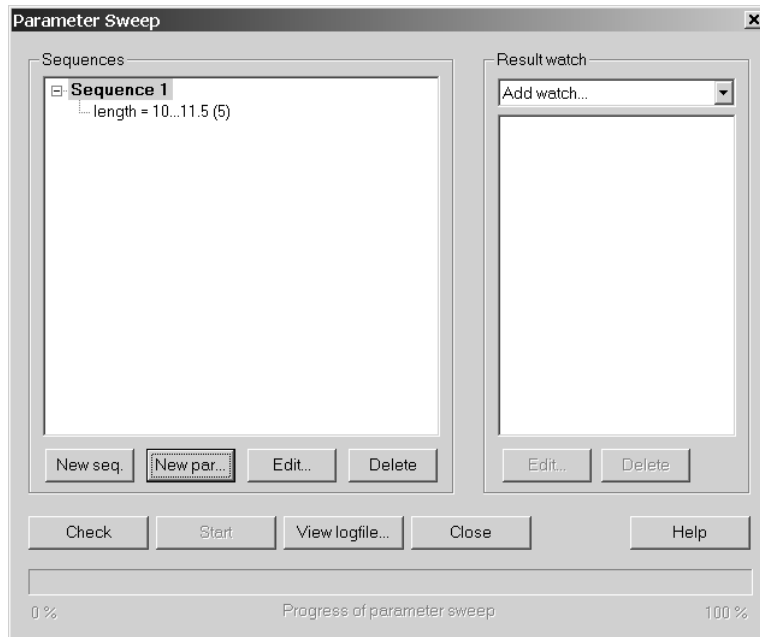 Parameter Sweep
Sequences
Sequence 1
length = 10...11.5 (5)
New seq.
New par...
Edit...
Delete
Result watch
Add watch...
Edit...
Delete
Check
Start
View logfile...
Close
Help
0 %
Progress of parameter sweep
100 %